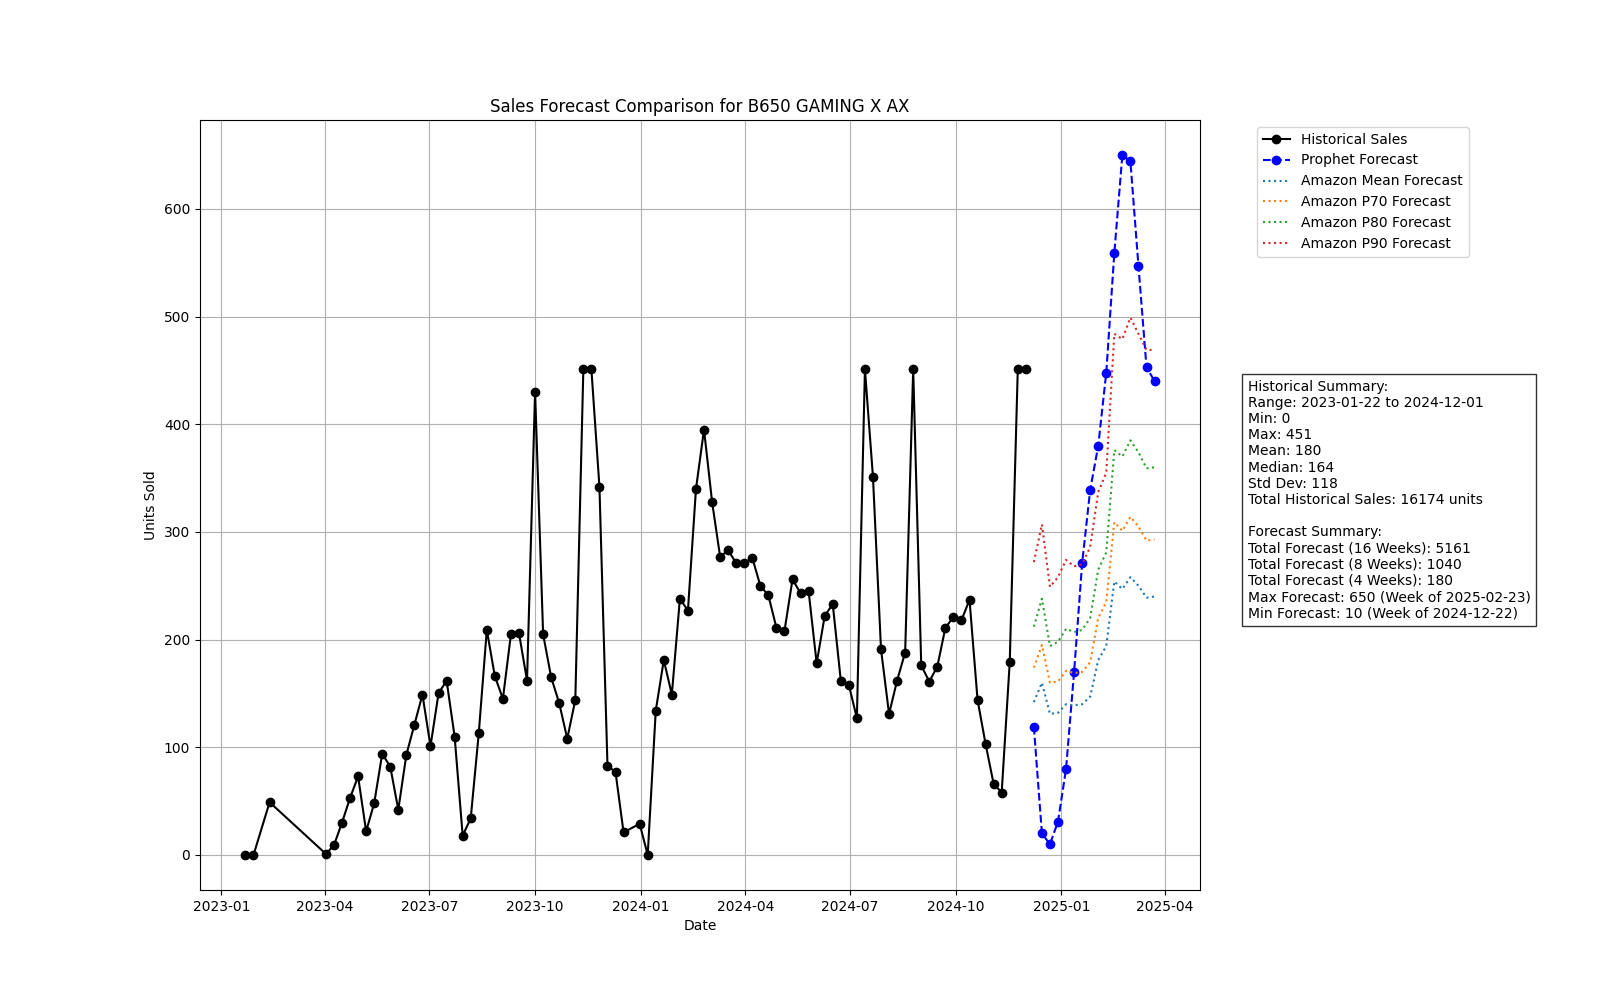 Sales Forecast Comparison for B650 GAMING X AX
Units Sold
600
500
400
300
200
100
0
2023-01 2023-04 2023-07 2023-10 2024-01 2024-04 2024-07 2024-10 2025-01 2025-04
Date
Historical Sales
Prophet Forecast
Amazon Mean Forecast
Amazon P70 Forecast
Amazon P80 Forecast
Amazon P90 Forecast
Historical Summary:
Range: 2023-01-22 to 2024-12-01
Min: 0
Max: 451
Mean: 180
Median: 164
Std Dev: 118
Total Historical Sales: 16174 units
Forecast Summary:
Total Forecast (16 Weeks): 5161
Total Forecast (8 Weeks): 1040
Total Forecast (4 Weeks): 180
Max Forecast: 650 (Week of 2025-02-23)
Min Forecast: 10 (Week of 2024-12-22)